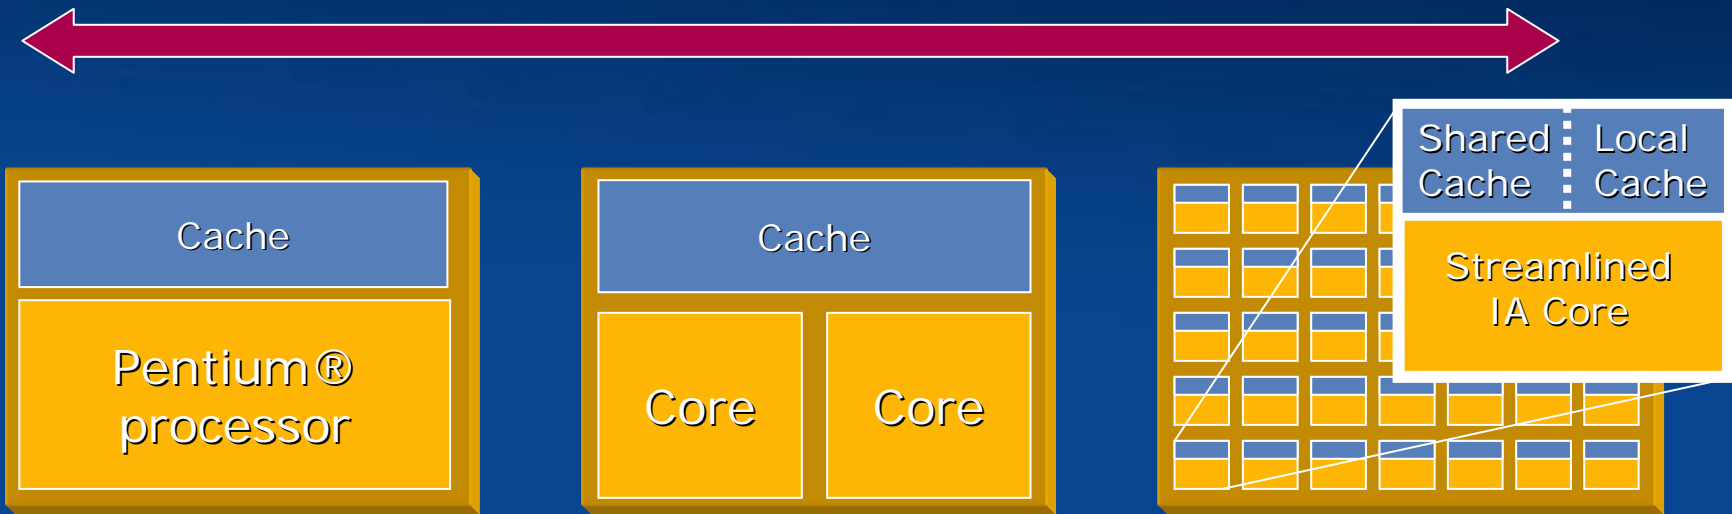 Cache
Pentium®
processor
Cache
Core
Core
Shared
Cache
Local
Cache
Streamlined
IA Core